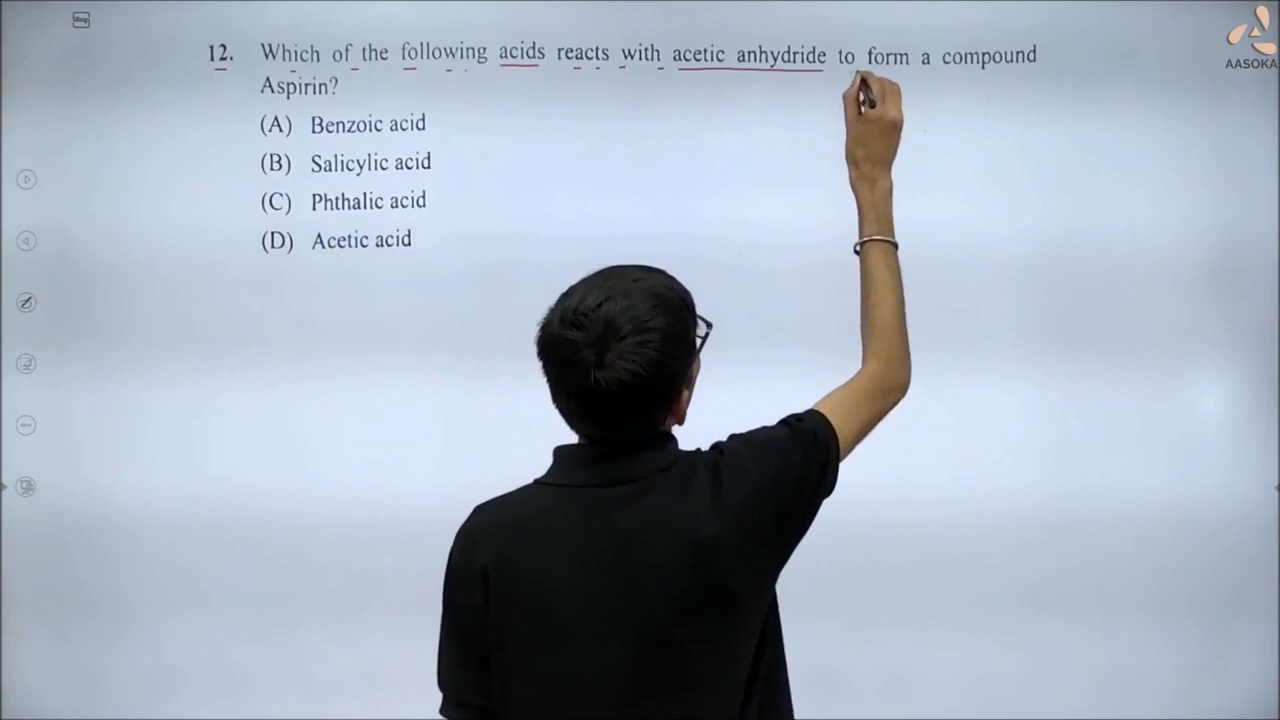 AASOKA
12. Which of the following acids reacts with acetic anhydride to form a compound
Aspirin?
(A) Benzoic acid
(B) Salicylic acid
(C) Phthalic acid
(D) Acetic acid